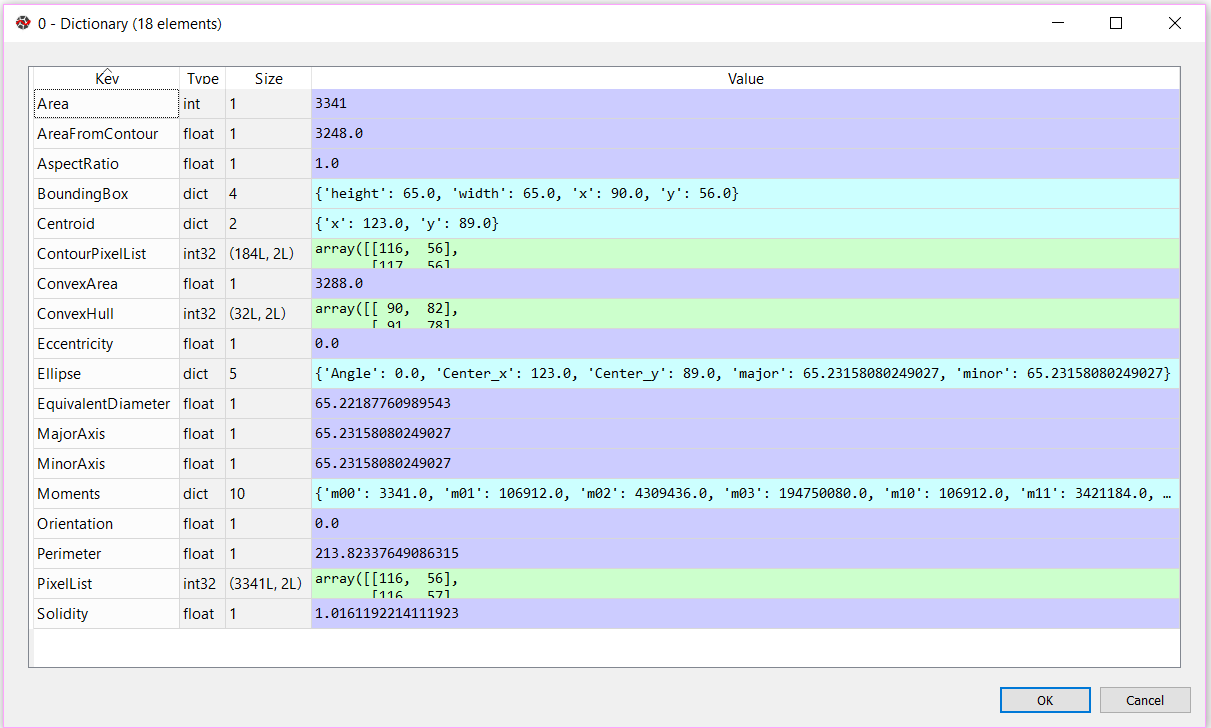 0 - Dictionary (18 elements)
Key Type Size Value
Area int 1 3341
AreaFromContour float 1 3248.0
AspectRatio float 1 1.0
BoundingBox dict 4 {'height': 65.0, 'width': 65.0, 'x': 90.0, 'y': 56.0}
Centroid dict 2 {'x': 123.0, 'y': 89.0}
ContourPixelList int32 (184L, 2L) array([[116, 56],
[117, 56],
ConvexArea float 1 3288.0
ConvexHull int32 (32L, 2L) array([[ 90, 82],
[ 91, 78],
Eccentricity float 1 0.0
Ellipse dict 5 {'Angle': 0.0, 'Center_x': 123.0, 'Center_y': 89.0, 'major': 65.23158080249027, 'minor': 65.23158080249027}
EquivalentDiameter float 1 65.22187760989543
MajorAxis float 1 65.23158080249027
MinorAxis float 1 65.23158080249027
Moments dict 10 {'m00': 3341.0, 'm01': 106912.0, 'm02': 4309436.0, 'm03': 194750080.0, 'm10': 106912.0, 'm11': 3421184.0, …
Orientation float 1 0.0
Perimeter float 1 213.82337649086315
PixelList int32 (3341L, 2L) array([[116, 56],
[116, 57],
Solidity float 1 1.0161192214111923
OK Cancel